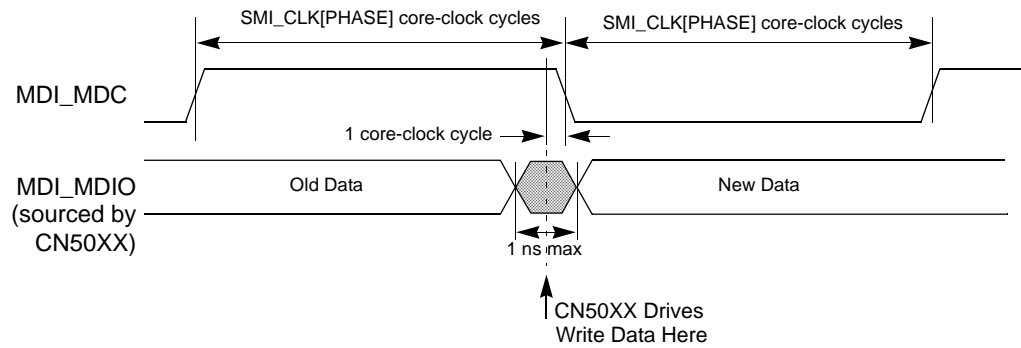 SMI_CLK[PHASE] core-clock cycles
SMI_CLK[PHASE] core-clock cycles
MDI_MDC
1 core-clock cycle
MDI_MDIO
(sourced by
CN50XX)
Old Data
New Data
1 ns max
CN50XX Drives
Write Data Here